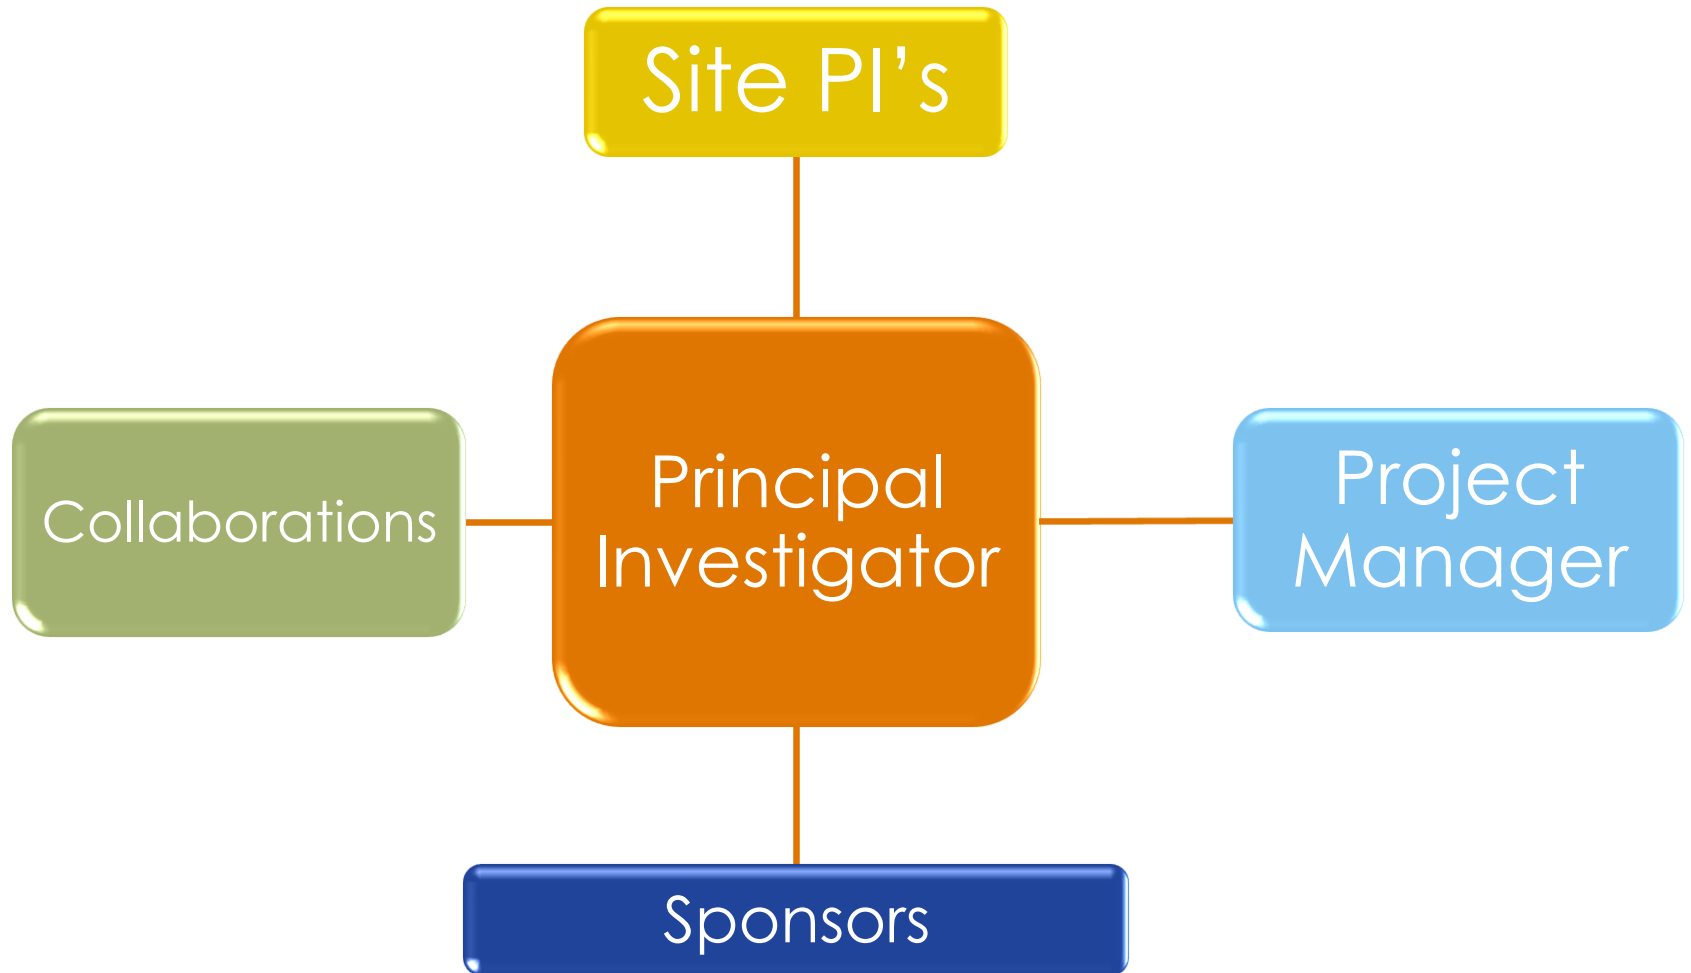 Site PI’s
Collaborations
Principal
Investigator
Project
Manager
Sponsors